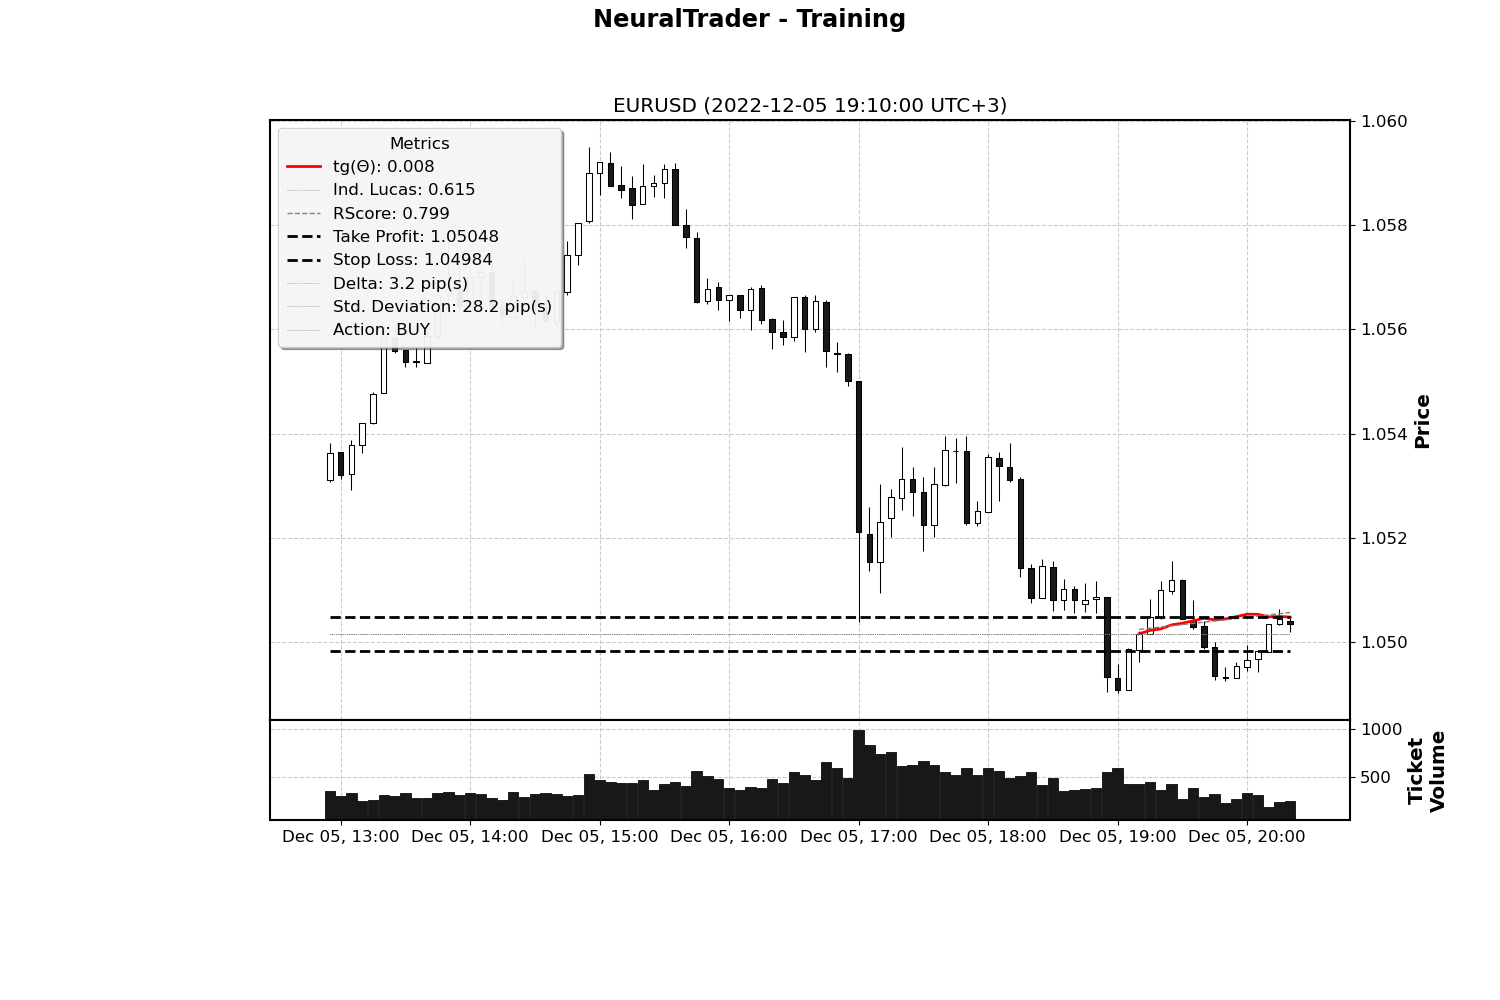 NeuralTrader - Training
EURUSD (2022-12-05 19:10:00 UTC+3)
Metrics
tg(Θ): 0.008
Ind. Lucas: 0.615
RScore: 0.799
Take Profit: 1.05048
Stop Loss: 1.04984
Delta: 3.2 pip(s)
Std. Deviation: 28.2 pip(s)
Action: BUY
1.060
1.058
1.056
1.054
1.052
1.050
Price
1000
500
Ticket
Volume
Dec 05, 13:00 Dec 05, 14:00 Dec 05, 15:00 Dec 05, 16:00 Dec 05, 17:00 Dec 05, 18:00 Dec 05, 19:00 Dec 05, 20:00